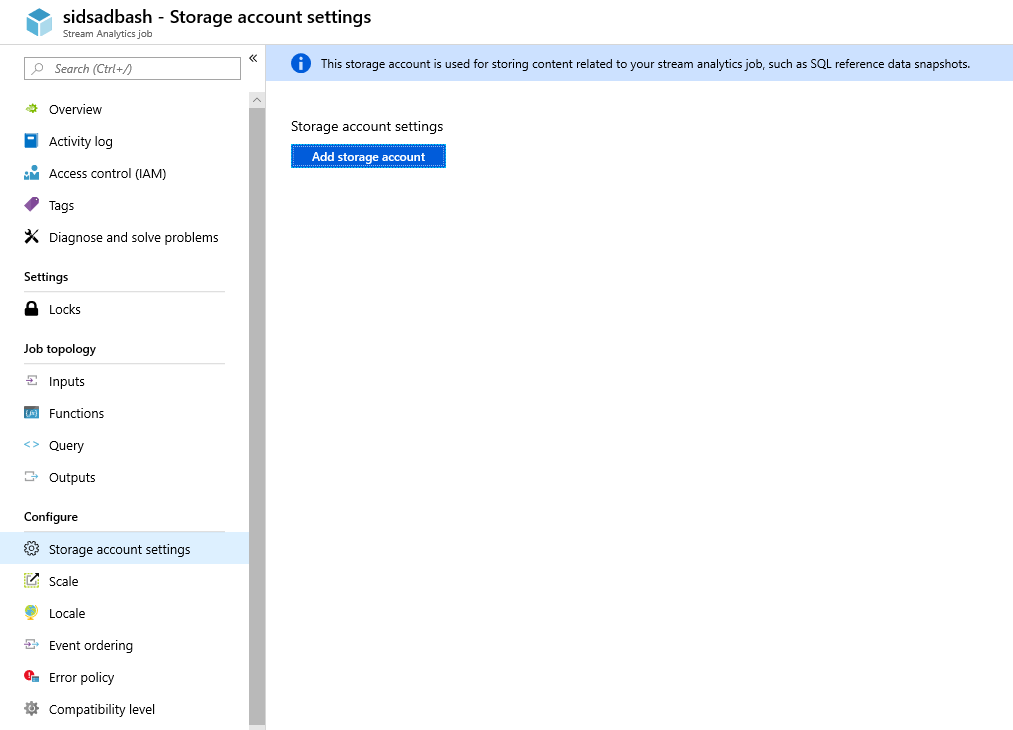 sidsadbash - Storage account settings
Stream Analytics job
Search (Ctrl+/)
«
Overview
Activity log
Access control (IAM)
Tags
Diagnose and solve problems
Settings
Locks
Job topology
Inputs
Functions
Query
Outputs
Configure
Storage account settings
Scale
Locale
Event ordering
Error policy
Compatibility level
This storage account is used for storing content related to your stream analytics job, such as SQL reference data snapshots.
Storage account settings
Add storage account